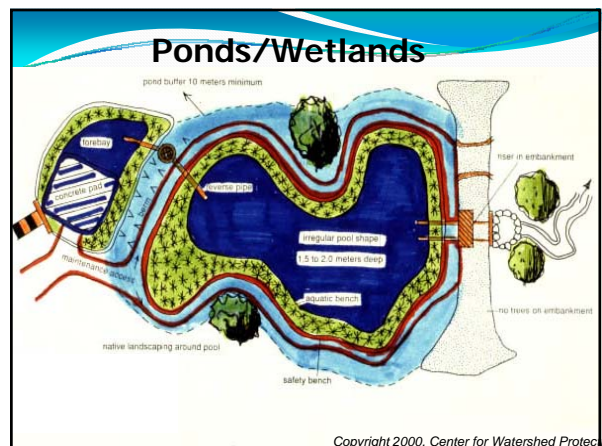 Ponds/Wetlands
pond buffer 10 meters minimum
forebay
riser in embankment
concrete pad
reverse pipe
berm
irregular pool shape
1.5 to 2.0 meters deep
maintenance access
aquatic bench
no trees on embankment
native landscaping around pool
safety bench
Copyright 2000, Center for Watershed Protec